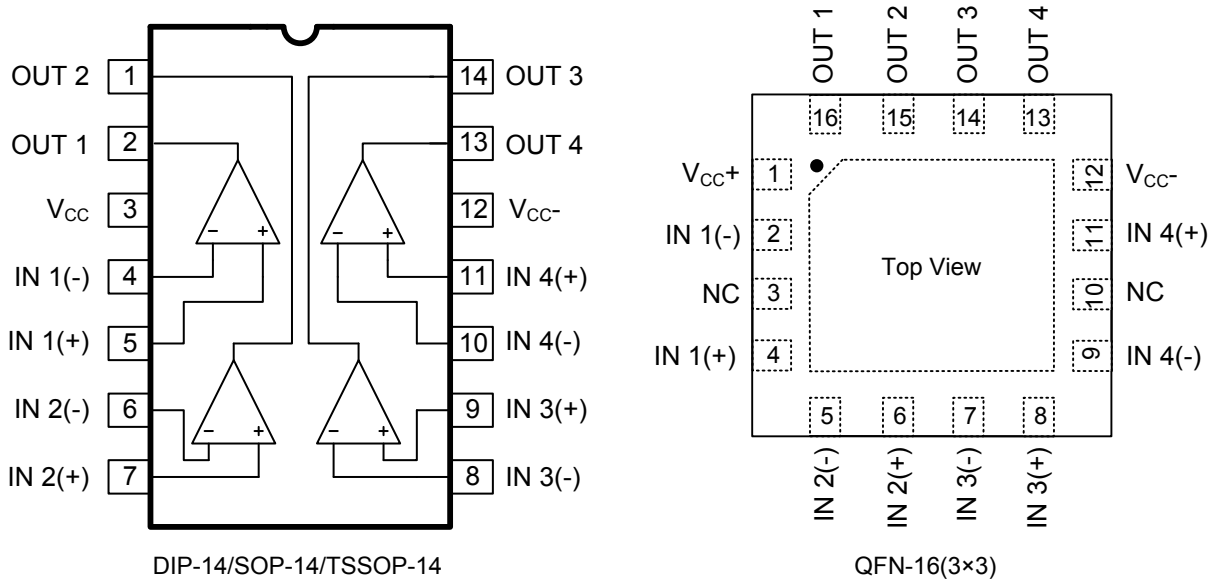 OUT 2 1 14 OUT 3
OUT 1 2 13 OUT 4
VCC 3 12 VCC-
IN 1(-) 4 11 IN 4(+)
IN 1(+) 5 10 IN 4(-)
IN 2(-) 6 9 IN 3(+)
IN 2(+) 7 8 IN 3(-)
− +
− +
− +
− +
DIP-14/SOP-14/TSSOP-14
OUT 1
OUT 2
OUT 3
OUT 4
16 15 14 13
VCC+ 1 12 VCC-
IN 1(-) 2 11 IN 4(+)
NC 3 10 NC
IN 1(+) 4 9 IN 4(-)
Top View
5 6 7 8
IN 2(-)
IN 2(+)
IN 3(-)
IN 3(+)
QFN-16(3×3)